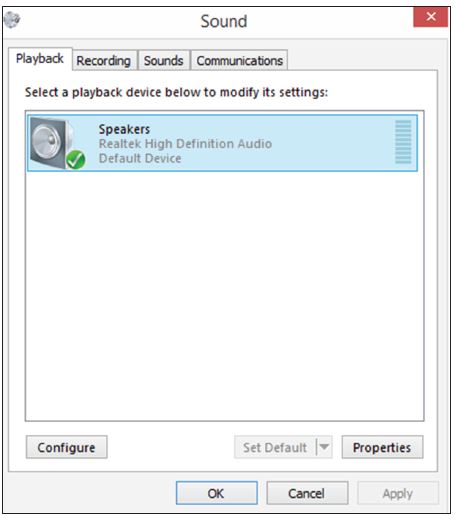 Sound
Playback Recording Sounds Communications
Select a playback device below to modify its settings:
Speakers
Realtek High Definition Audio
Default Device
Configure Set Default Properties
OK Cancel Apply